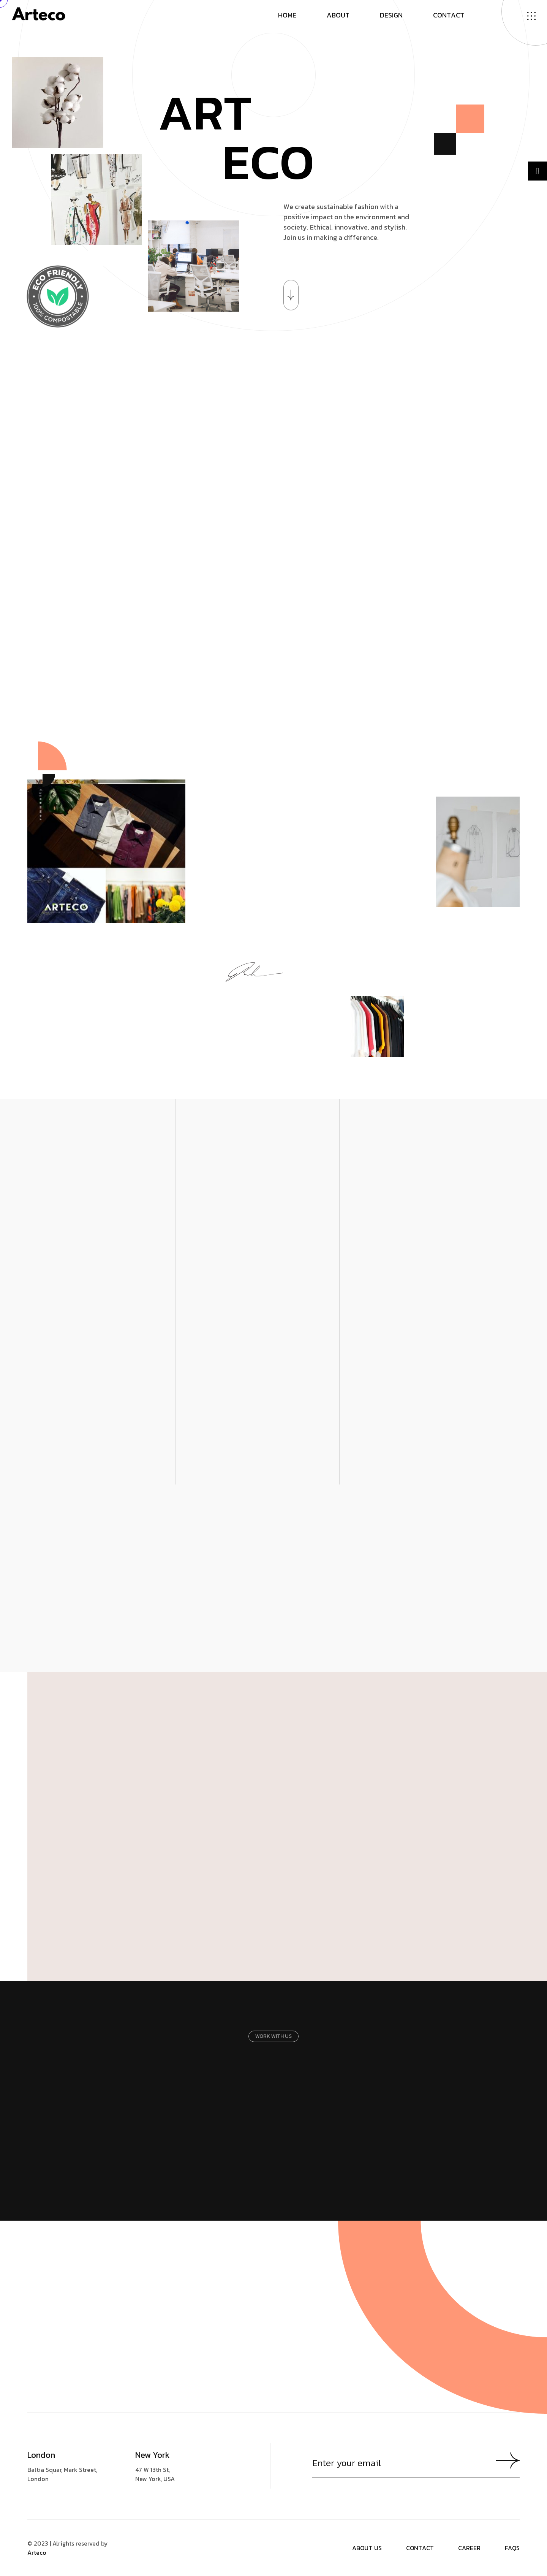 Arteco
HOME
ABOUT
DESIGN
CONTACT
ART
ECO
We create sustainable fashion with a
positive impact on the environment and
society. Ethical, innovative, and stylish.
Join us in making a difference.
ECO FRIENDLY
100% COMPOSTABLE
ARTECO
WORK WITH US
London
Baltia Squar, Mark Street,
London
New York
47 W 13th St,
New York, USA
Enter your email
© 2023 | Alrights reserved by
Arteco
ABOUT US
CONTACT
CAREER
FAQS